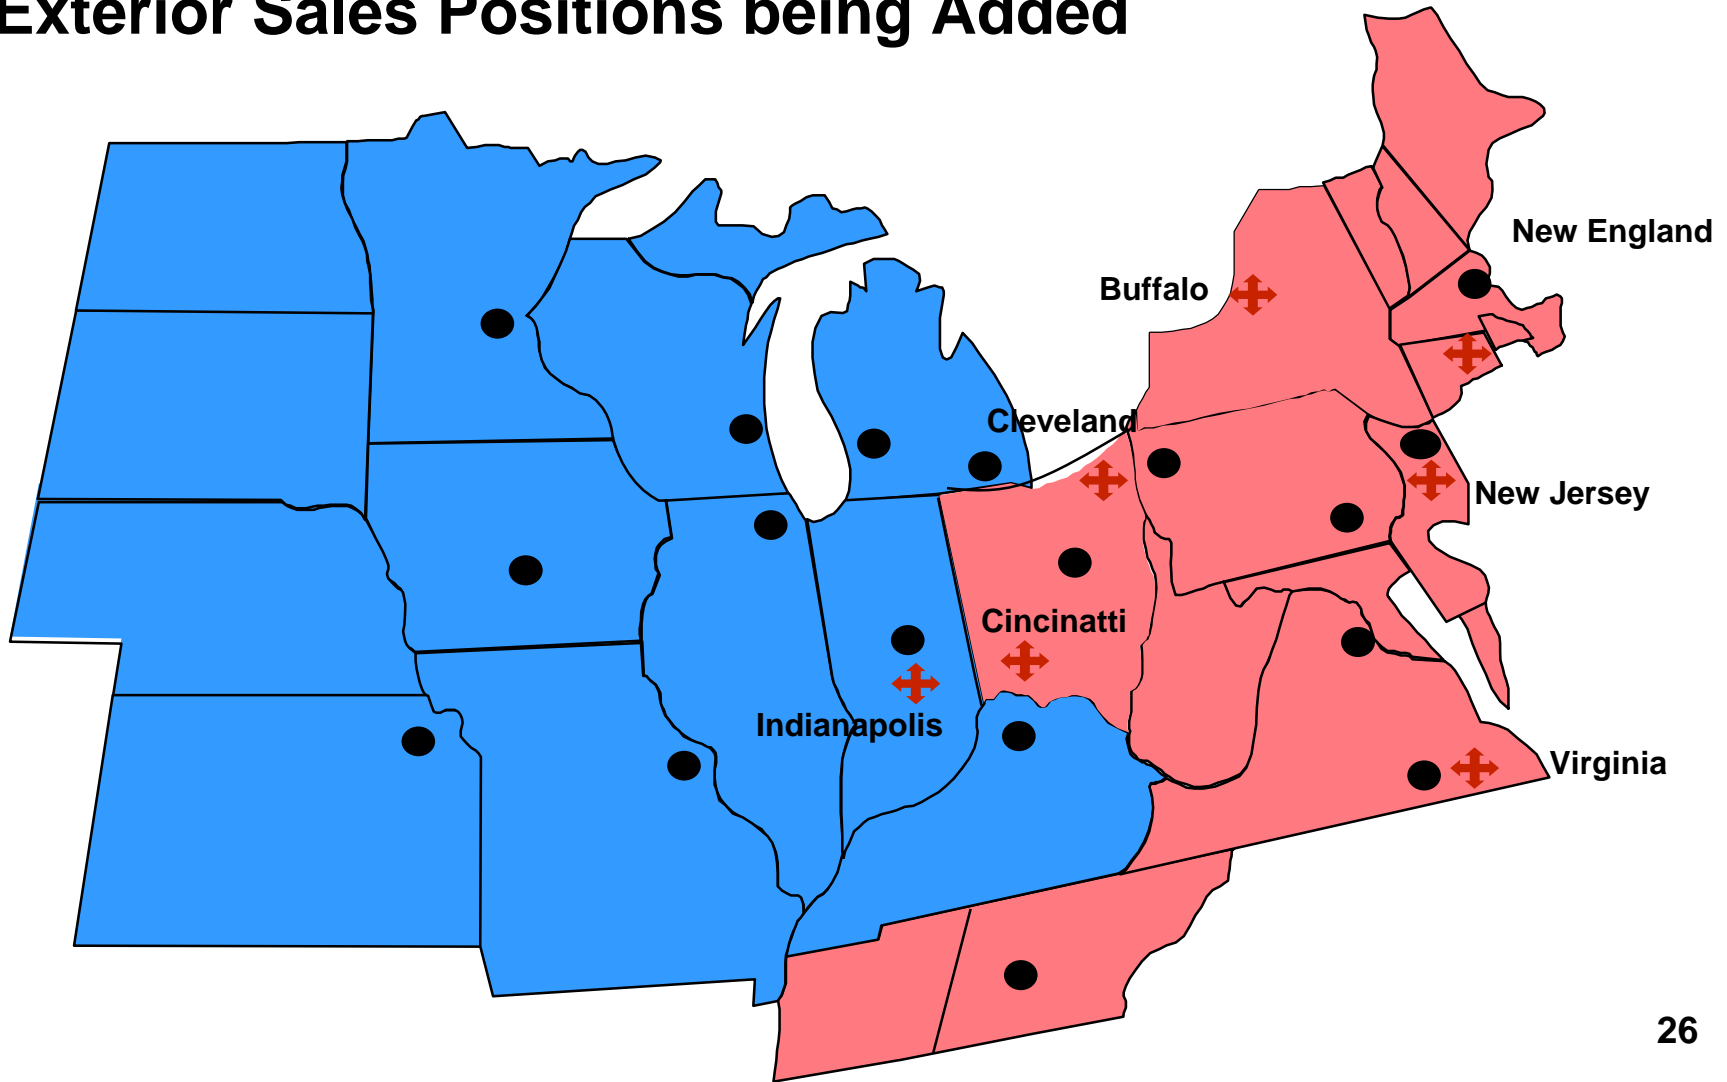 Exterior Sales Positions being Added
New England
Buffalo
Cleveland
New Jersey
Cincinatti
Indianapolis
Virginia
26